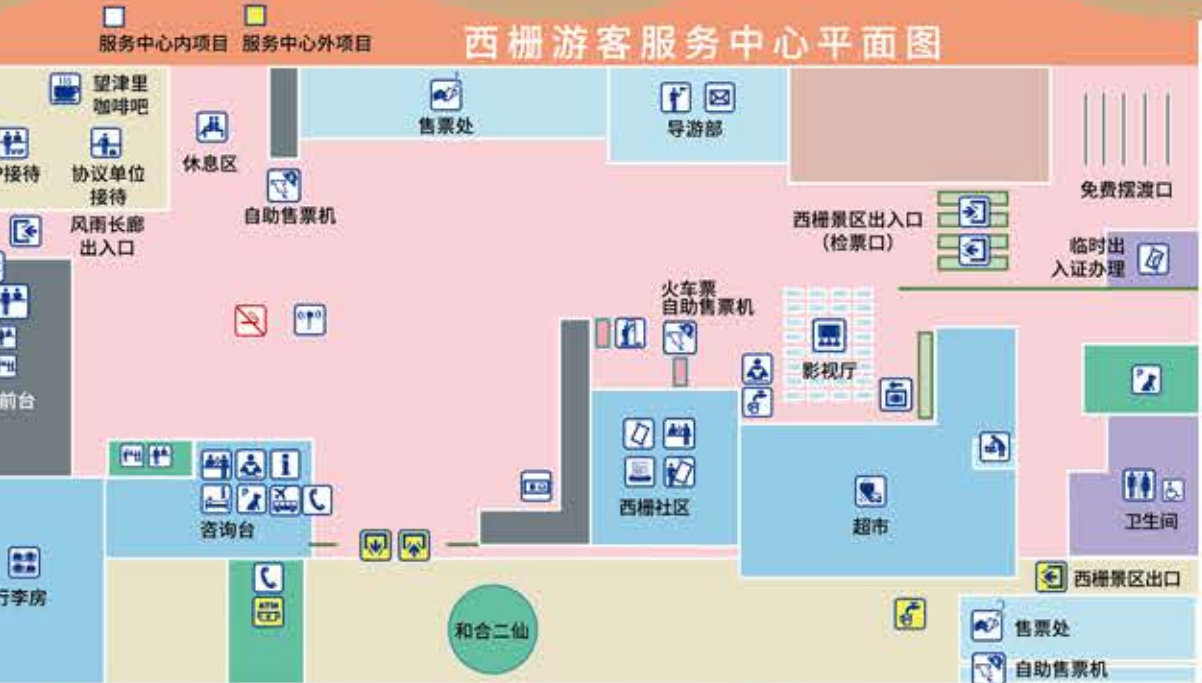 服务中心内项目 服务中心外项目
西栅游客服务中心平面图
望津里
咖啡吧
接待
协议单位
接待
休息区
自助售票机
售票处
导游部
免费摆渡口
风雨长廊
出入口
西栅景区出入口
(检票口)
临时出
入证办理
火车票
自助售票机
影视厅
前台
西栅社区
超市
卫生间
咨询台
行李房
ATM
和合二仙
西栅景区出口
售票处
自助售票机